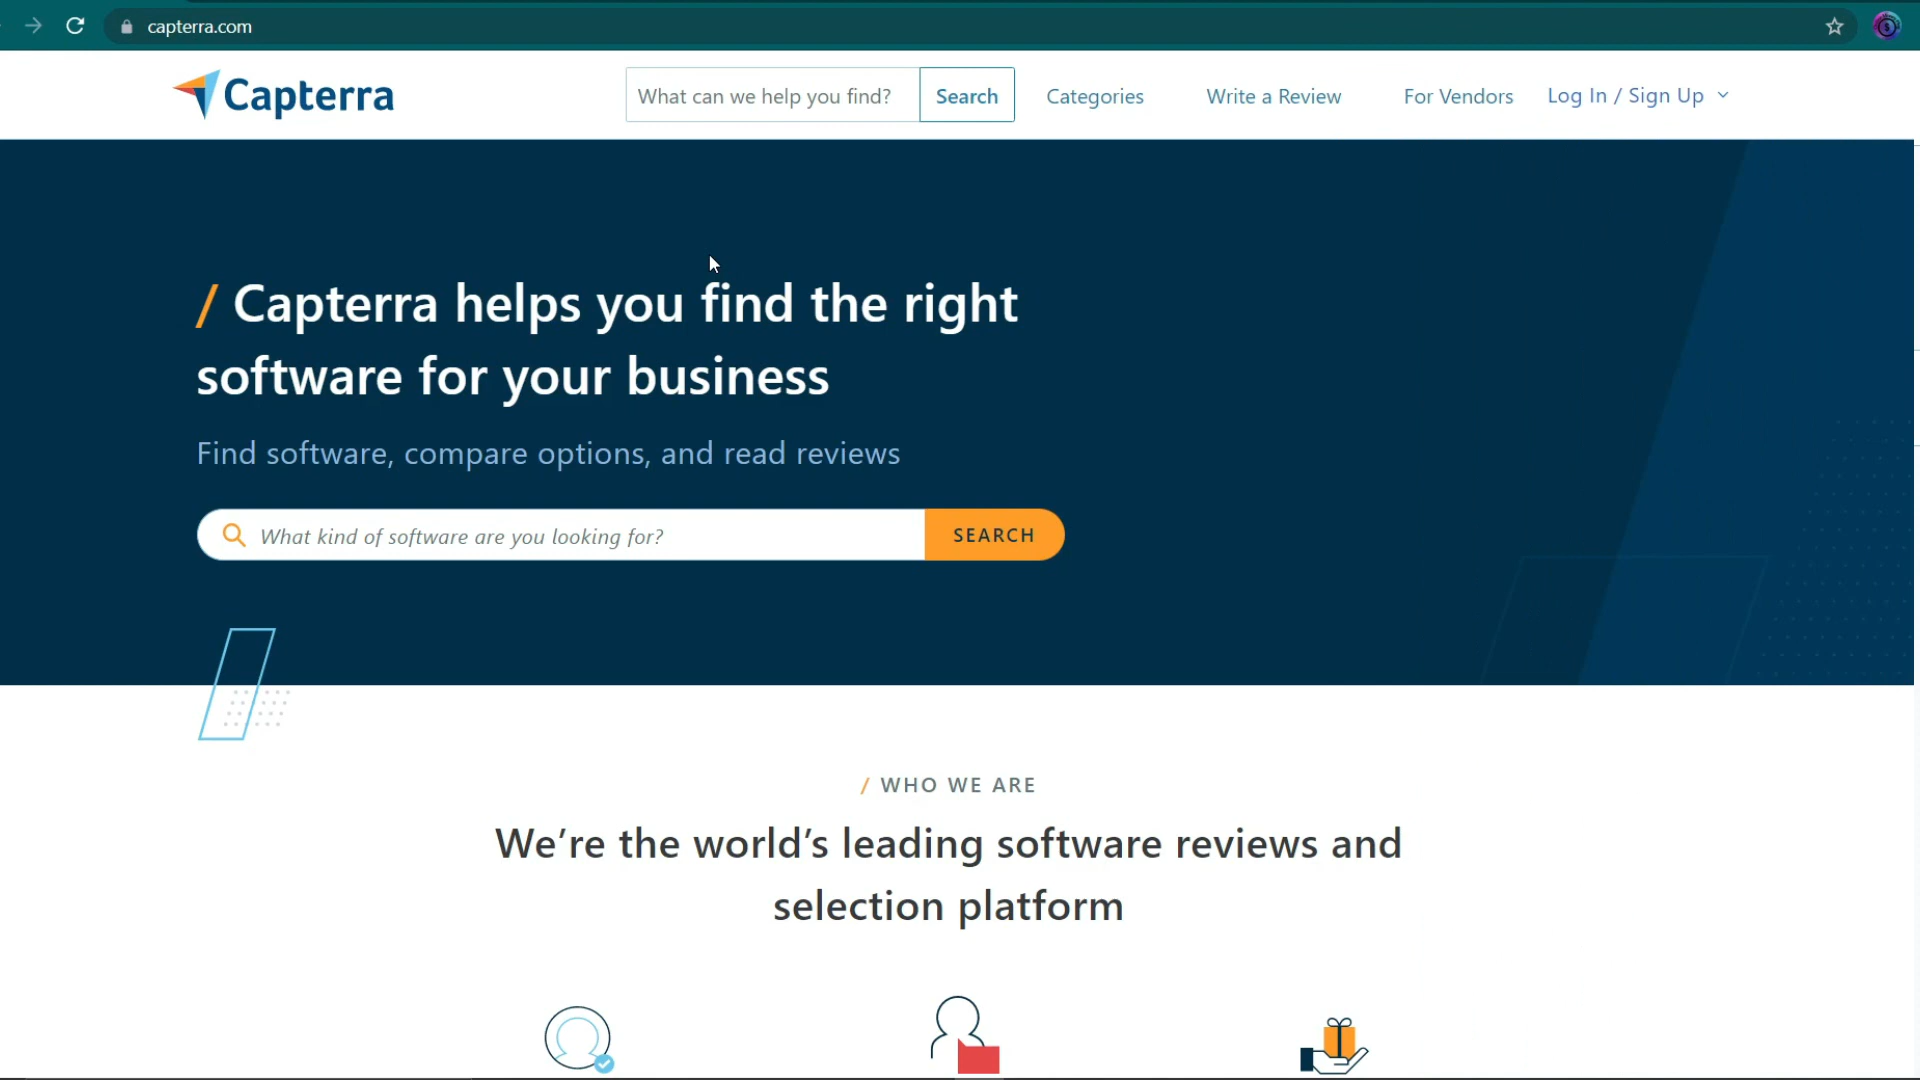 capterra.com
Capterra
What can we help you find?
Search
Categories
Write a Review
For Vendors
Log In / Sign Up
/ Capterra helps you find the right
software for your business
Find software, compare options, and read reviews
What kind of software are you looking for?
SEARCH
/ WHO WE ARE
We’re the world’s leading software reviews and
selection platform